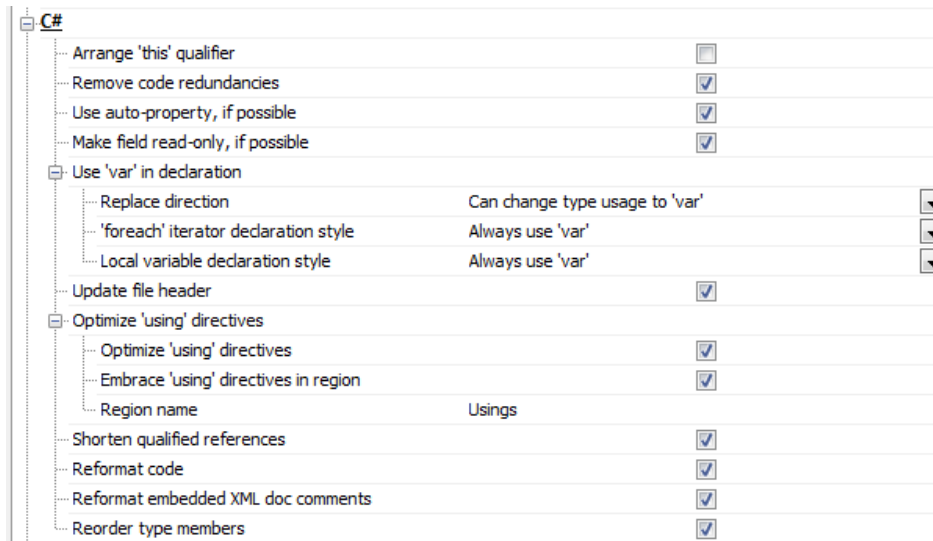 C#
Arrange 'this' qualifier
Remove code redundancies
Use auto-property, if possible
Make field read-only, if possible
Use 'var' in declaration
Replace direction Can change type usage to 'var'
'foreach' iterator declaration style Always use 'var'
Local variable declaration style Always use 'var'
Update file header
Optimize 'using' directives
Optimize 'using' directives
Embrace 'using' directives in region
Region name Usings
Shorten qualified references
Reformat code
Reformat embedded XML doc comments
Reorder type members